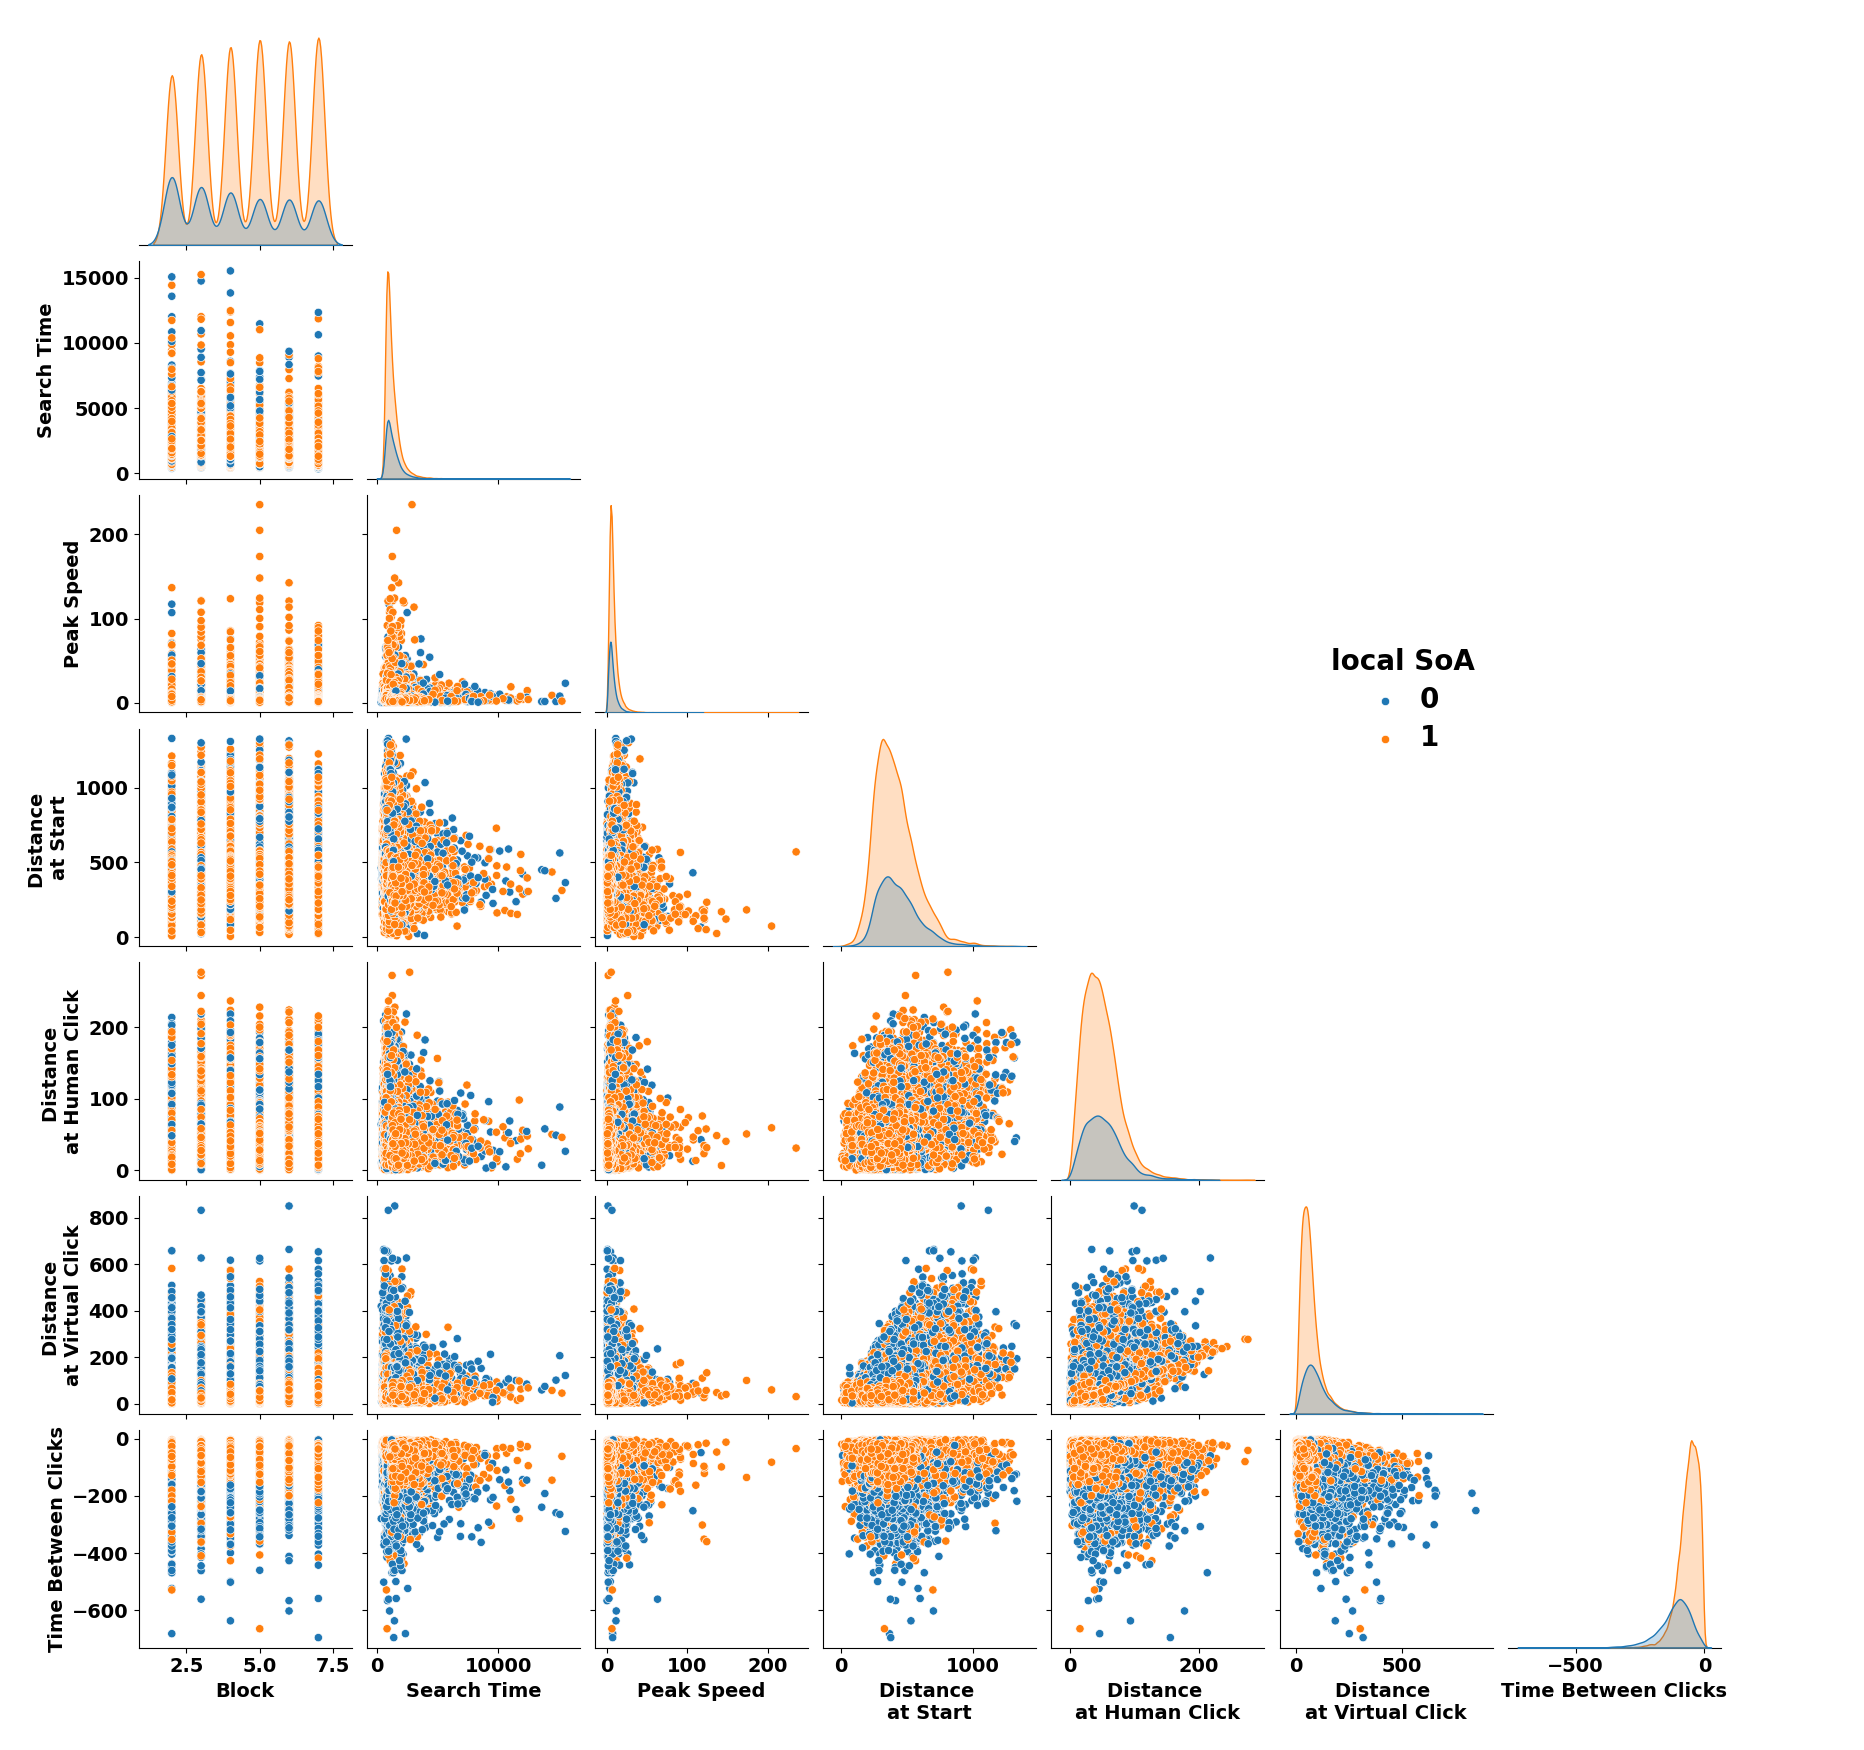 15000
10000
5000
0
Search Time
200
100
0
Peak Speed
local SoA
0
1
1000
500
0
Distance
at Start
200
100
0
Distance
at Human Click
800
600
400
200
0
Distance
at Virtual Click
0
−200
−400
−600
Time Between Clicks
2.5 5.0 7.5 0 10000 0 100 200 0 1000 0 200 0 500 −500 0
Block Search Time Peak Speed Distance Distance Distance Time Between Clicks
at Start at Human Click at Virtual Click